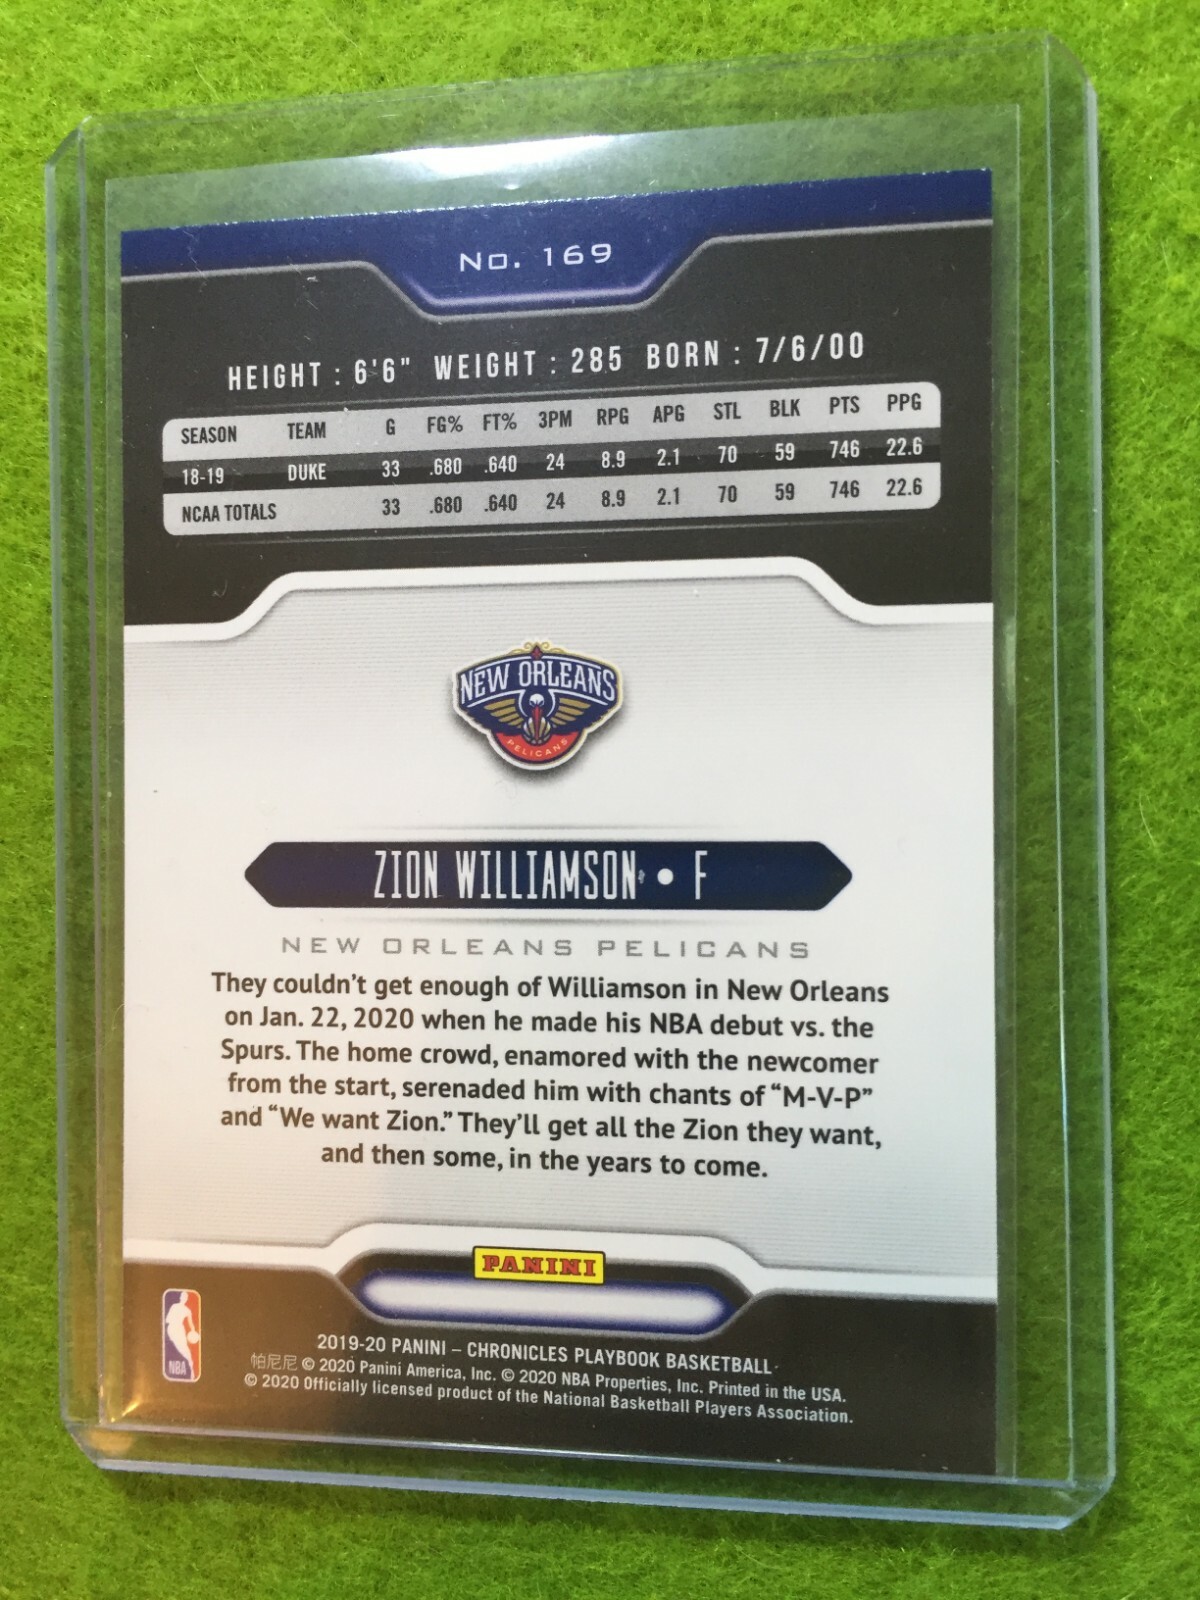 No. 169
HEIGHT : 6'6" WEIGHT : 285 BORN : 7/6/00
SEASON TEAM G FG% FT% 3PM RPG APG STL BLK PTS PPG
18-19 DUKE 33 .680 .640 24 8.9 2.1 70 59 746 22.6
NCAA TOTALS 33 .680 .640 24 8.9 2.1 70 59 746 22.6
NEW ORLEANS
PELICANS
ZION WILLIAMSON • F
NEW ORLEANS PELICANS
They couldn't get enough of Williamson in New Orleans
on Jan. 22, 2020 when he made his NBA debut vs. the
Spurs. The home crowd, enamored with the newcomer
from the start, serenaded him with chants of “M-V-P”
and “We want Zion.” They'll get all the Zion they want,
and then some, in the years to come.
PANINI
NBA
2019-20 PANINI – CHRONICLES PLAYBOOK BASKETBALL
帕尼尼 © 2020 Panini America, Inc. © 2020 NBA Properties, Inc. Printed in the USA.
© 2020 Officially licensed product of the National Basketball Players Association.